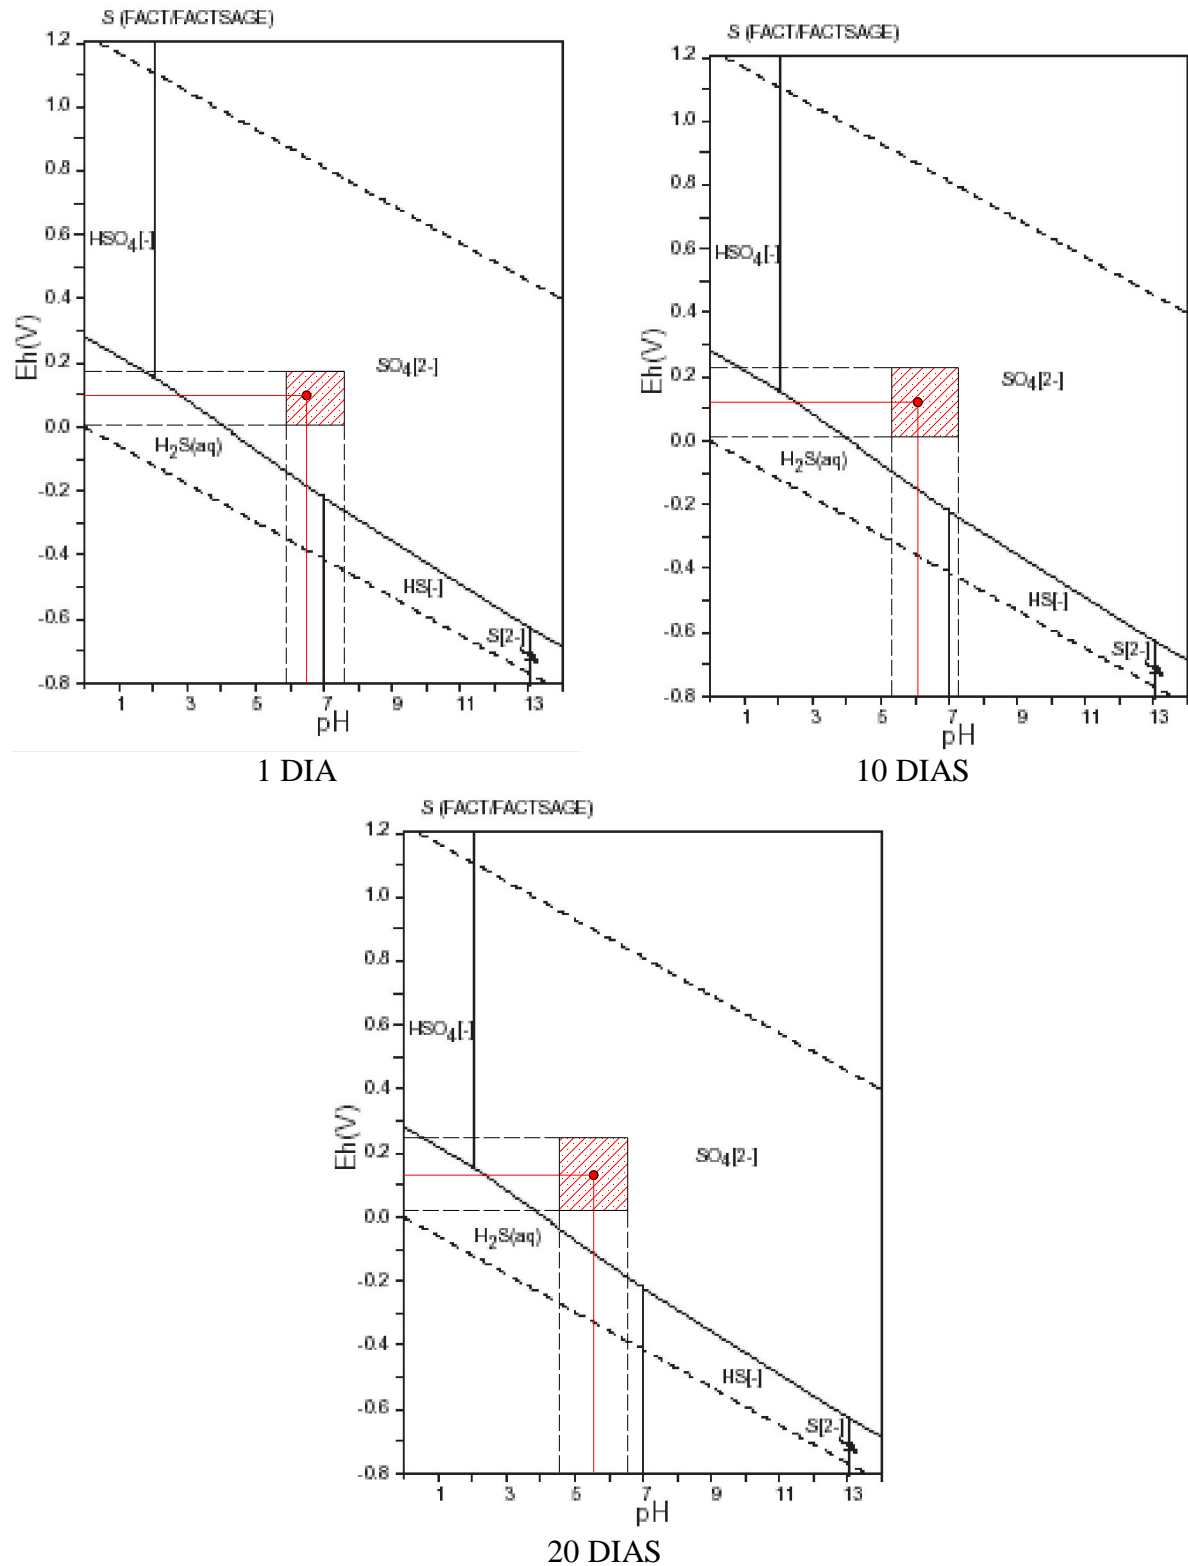 S (FACT/FACTSAGE)
1.2
1.0
0.8
0.6
0.4
0.2
0.0
-0.2
-0.4
-0.6
-0.8
Eh(V)
HSO4[-]
SO4[2-]
H2S(aq)
HS[-]
S[2-]
1 3 5 7 9 11 13
pH
1 DIA
S (FACT/FACTSAGE)
1.2
1.0
0.8
0.6
0.4
0.2
0.0
-0.2
-0.4
-0.6
-0.8
Eh(V)
HSO4[-]
SO4[2-]
H2S(aq)
HS[-]
S[2-]
1 3 5 7 9 11 13
pH
10 DIAS
S (FACT/FACTSAGE)
1.2
1.0
0.8
0.6
0.4
0.2
0.0
-0.2
-0.4
-0.6
-0.8
Eh(V)
HSO4[-]
SO4[2-]
H2S(aq)
HS[-]
S[2-]
1 3 5 7 9 11 13
pH
20 DIAS